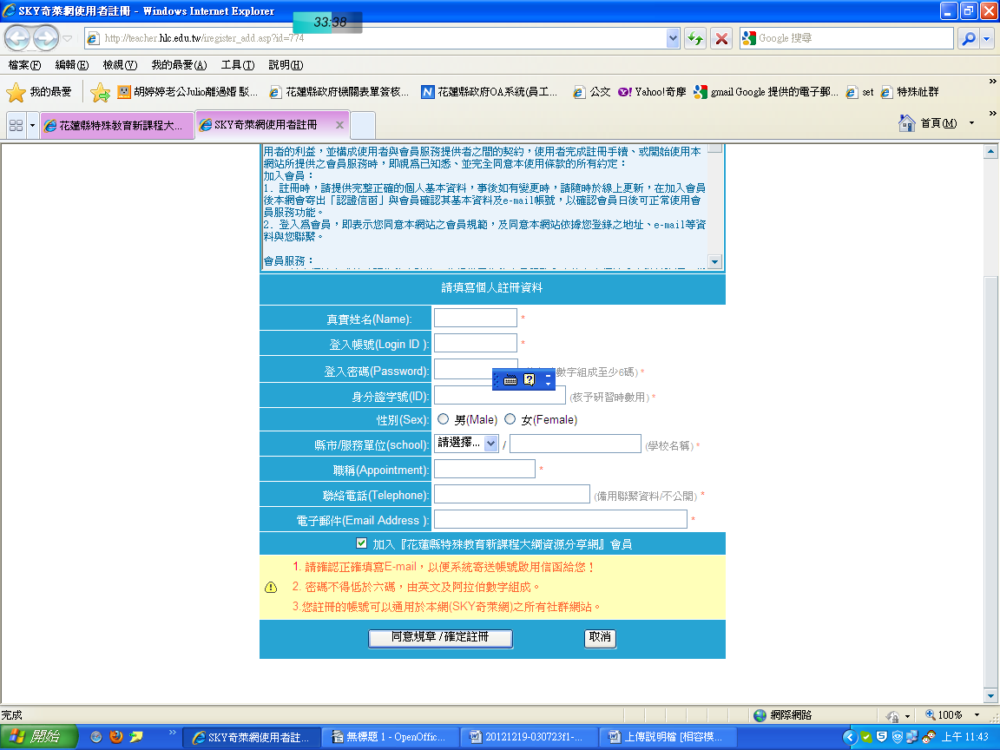 SKY奇萊網使用者註冊 - Windows Internet Explorer
33:38
http://teacher.hlc.edu.tw/iregister_add.asp?id=774
Google 搜尋
檔案(F) 編輯(E) 檢視(V) 我的最愛(A) 工具(T) 說明(H)
我的最愛 胡婷婷老公Julio離過婚 駁... 花蓮縣政府機關表單簽核... 花蓮縣政府OA系統(員工... 公文 Yahoo!奇摩 gmail Google 提供的電子郵... set 特殊社群
花蓮縣特殊教育新課程大... SKY奇萊網使用者註冊 首頁(M)
用者的利益，並構成使用者與會員服務提供者之間的契約，使用者完成註冊手續、或開始使用本
網站所提供之會員服務時，即視為已知悉、並完全同意本使用條款的所有約定：
加入會員：
1. 註冊時，請提供完整正確的個人基本資料，事後如有變更時，請隨時於線上更新，在加入會員
後本網會寄出「認證信函」與會員確認其基本資料及e-mail帳號，以確認會員日後可正常使用會
員服務功能。
2. 登入為會員，即表示您同意本網站之會員規範，及同意本網站依據您登錄之地址、e-mail等資
料與您聯繫。
會員服務：
請填寫個人註冊資料
真實姓名(Name): *
登入帳號(Login ID ): *
登入密碼(Password): 數字組成至少6碼) *
身分證字號(ID): (核予研習時數用) *
性別(Sex): 男(Male) 女(Female)
縣市/服務單位(school): 請選擇... / (學校名稱) *
職稱(Appointment): *
聯絡電話(Telephone): (備用聯繫資料/不公開) *
電子郵件(Email Address ): *
加入『花蓮縣特殊教育新課程大綱資源分享網』會員
1. 請確認正確填寫E-mail，以便系統寄送帳號啟用信函給您！
2. 密碼不得低於六碼，由英文及阿拉伯數字組成。
3.您註冊的帳號可以通用於本網(SKY奇萊網)之所有社群網站。
同意規章 /確定註冊 取消
完成 網際網路 100%
開始 SKY奇萊網使用者註... 無標題 1 - OpenOffic... 20121219-030723f1-... 上傳說明檔 [相容模... 上午 11:43